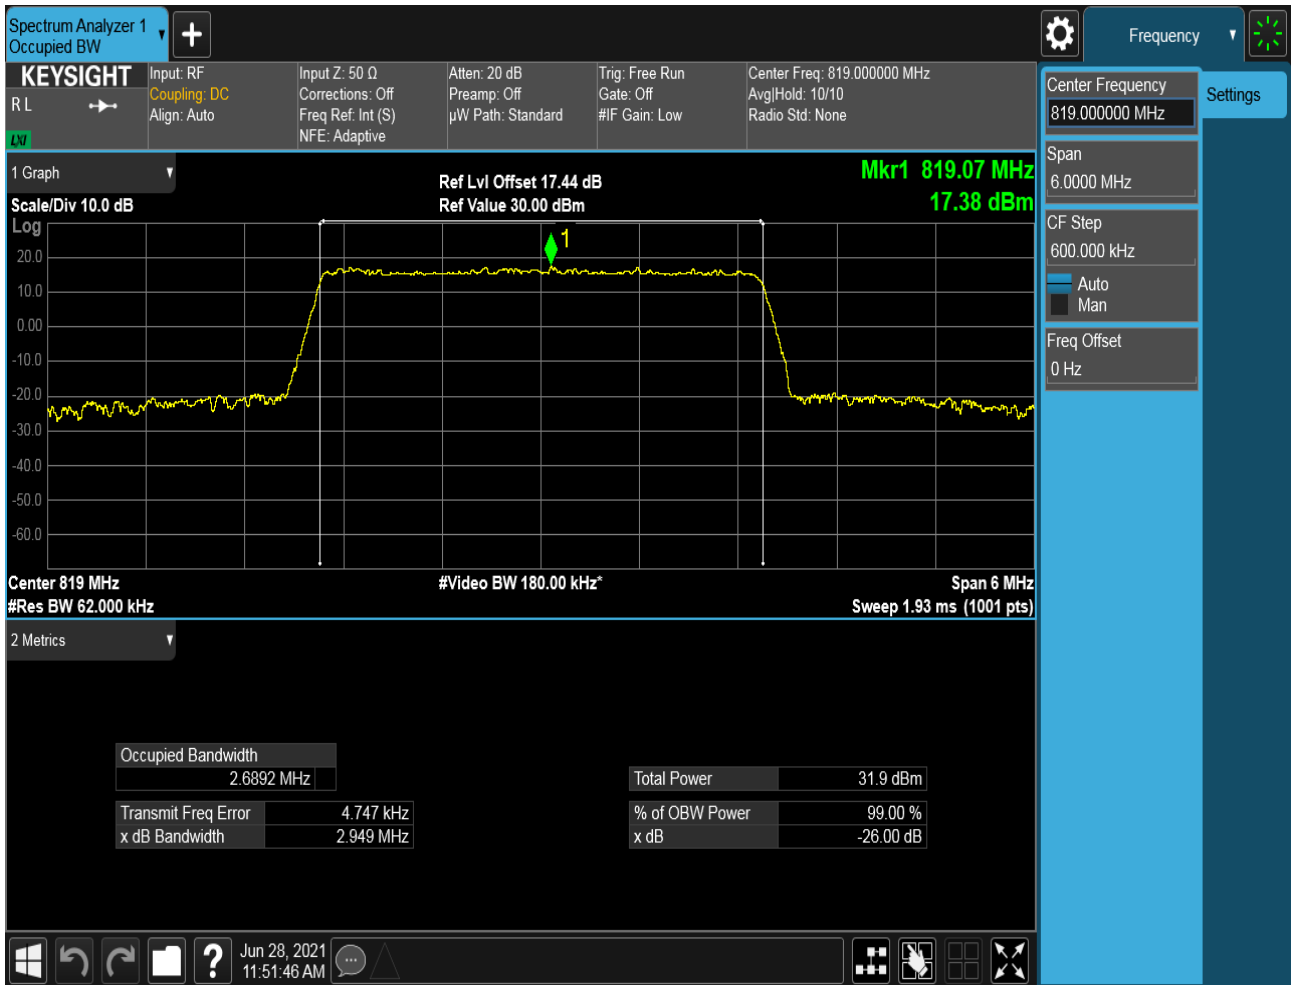 Spectrum Analyzer 1
Occupied BW
Frequency
KEYSIGHT
R L
LXI
Input: RF
Coupling: DC
Align: Auto
Input Z: 50 Ω
Corrections: Off
Freq Ref: Int (S)
NFE: Adaptive
Atten: 20 dB
Preamp: Off
µW Path: Standard
Trig: Free Run
Gate: Off
#IF Gain: Low
Center Freq: 819.000000 MHz
Avg|Hold: 10/10
Radio Std: None
Center Frequency
819.000000 MHz
Settings
Span
6.0000 MHz
CF Step
600.000 kHz
Auto
Man
Freq Offset
0 Hz
1 Graph
Scale/Div 10.0 dB
Ref Lvl Offset 17.44 dB
Ref Value 30.00 dBm
Mkr1 819.07 MHz
17.38 dBm
Log
1
20.0
10.0
0.00
-10.0
-20.0
-30.0
-40.0
-50.0
-60.0
Center 819 MHz
#Video BW 180.00 kHz*
Span 6 MHz
#Res BW 62.000 kHz
Sweep 1.93 ms (1001 pts)
2 Metrics
Occupied Bandwidth
2.6892 MHz
Total Power 31.9 dBm
Transmit Freq Error 4.747 kHz
% of OBW Power 99.00 %
x dB Bandwidth 2.949 MHz
x dB -26.00 dB
?
Jun 28, 2021
11:51:46 AM